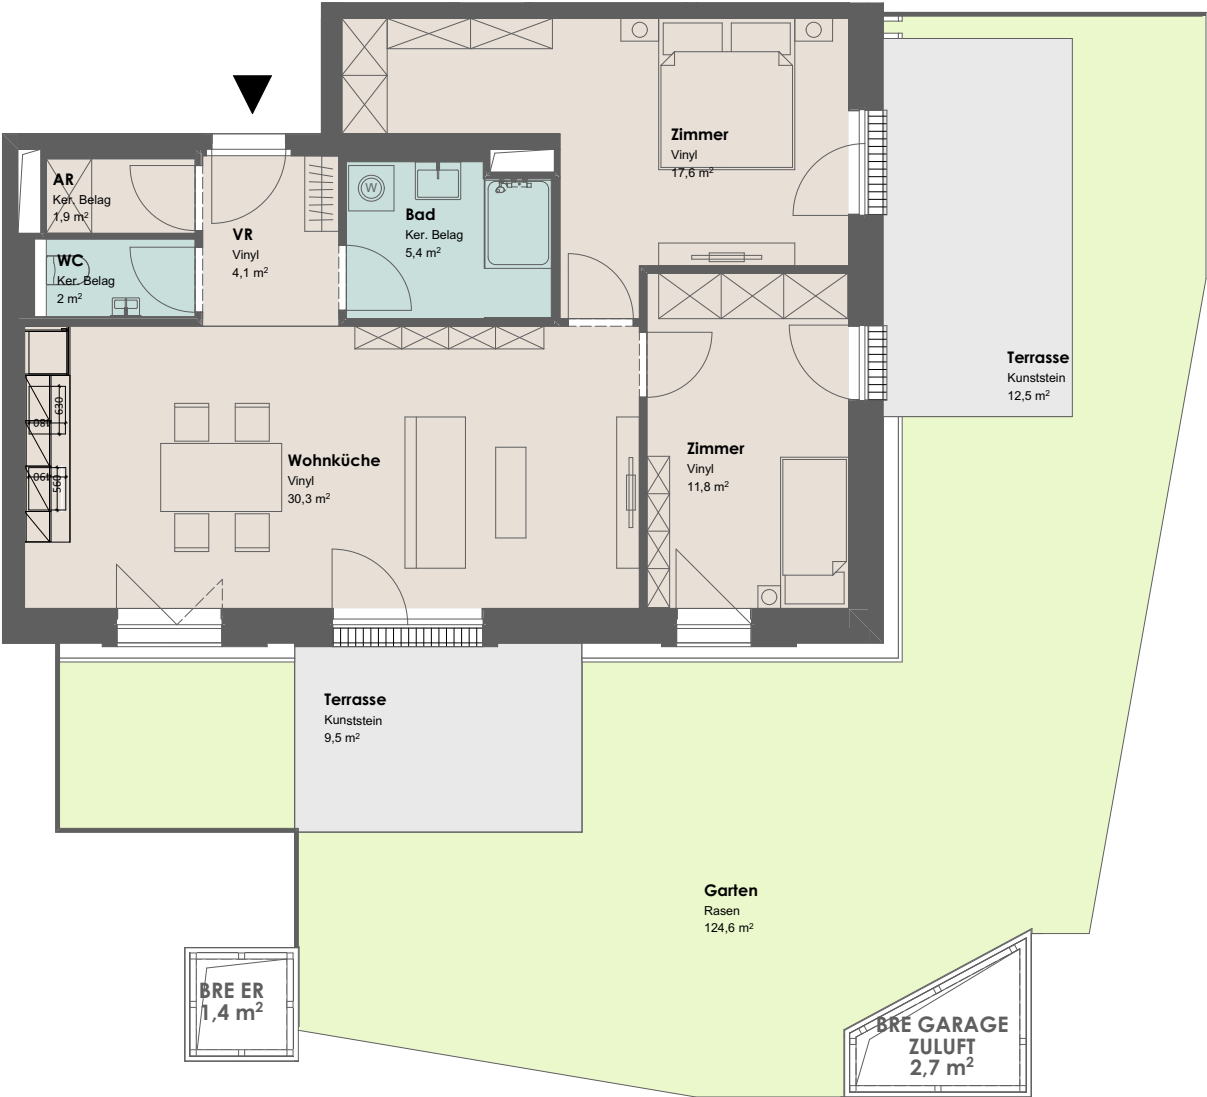 Zimmer
Vinyl
17,6 m²
AR
Ker. Belag
1,9 m²
W
Bad
Ker. Belag
5,4 m²
VR
Vinyl
4,1 m²
WC
Ker. Belag
2 m²
Terrasse
Kunststein
12,5 m²
630
180
490
560
Wohnküche
Vinyl
30,3 m²
Zimmer
Vinyl
11,8 m²
Terrasse
Kunststein
9,5 m²
Garten
Rasen
124,6 m²
BRE ER
1,4 m²
BRE GARAGE
ZULUFT
2,7 m²